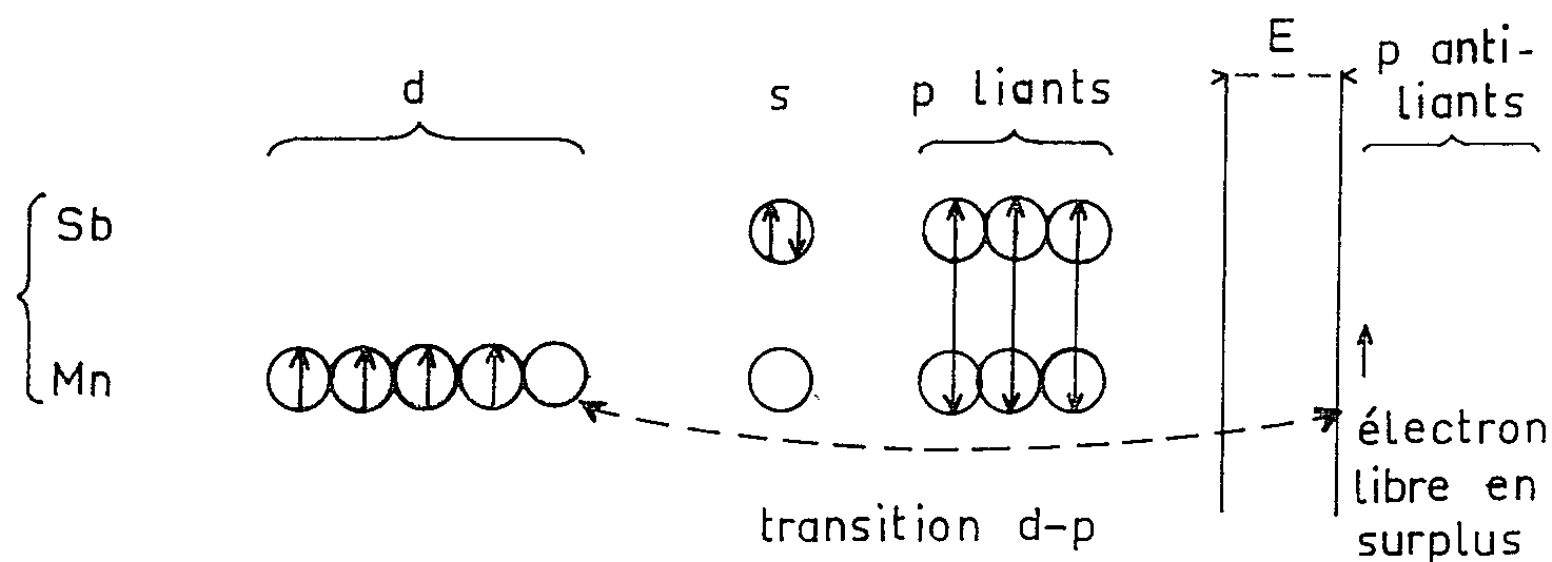 d
s
p liants
E
p anti-
liants
Sb
Mn
électron
libre en
surplus
transition d-p